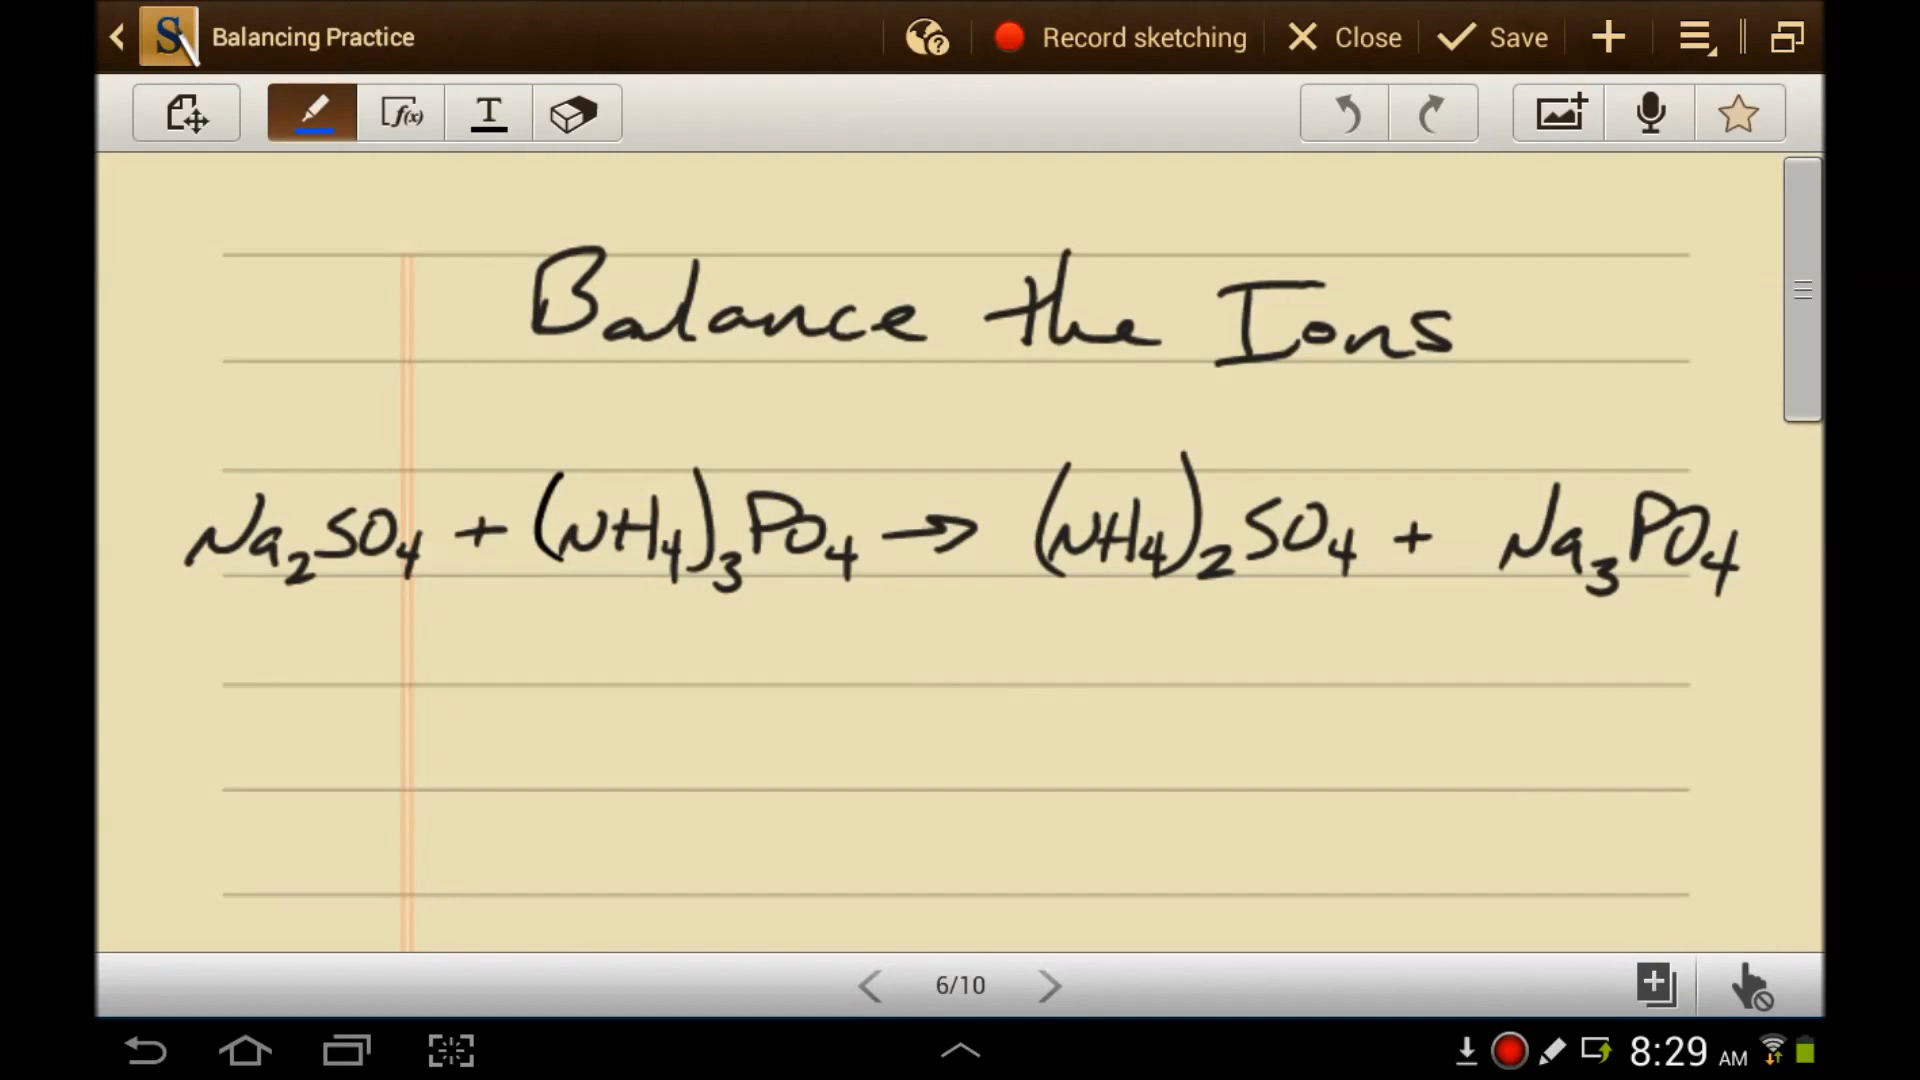 S Balancing Practice Record sketching Close Save
f(x) T
Balance the Ions
Na₂SO₄ + (NH₄)₃PO₄ → (NH₄)₂SO₄ + Na₃PO₄
6/10
8:29 AM